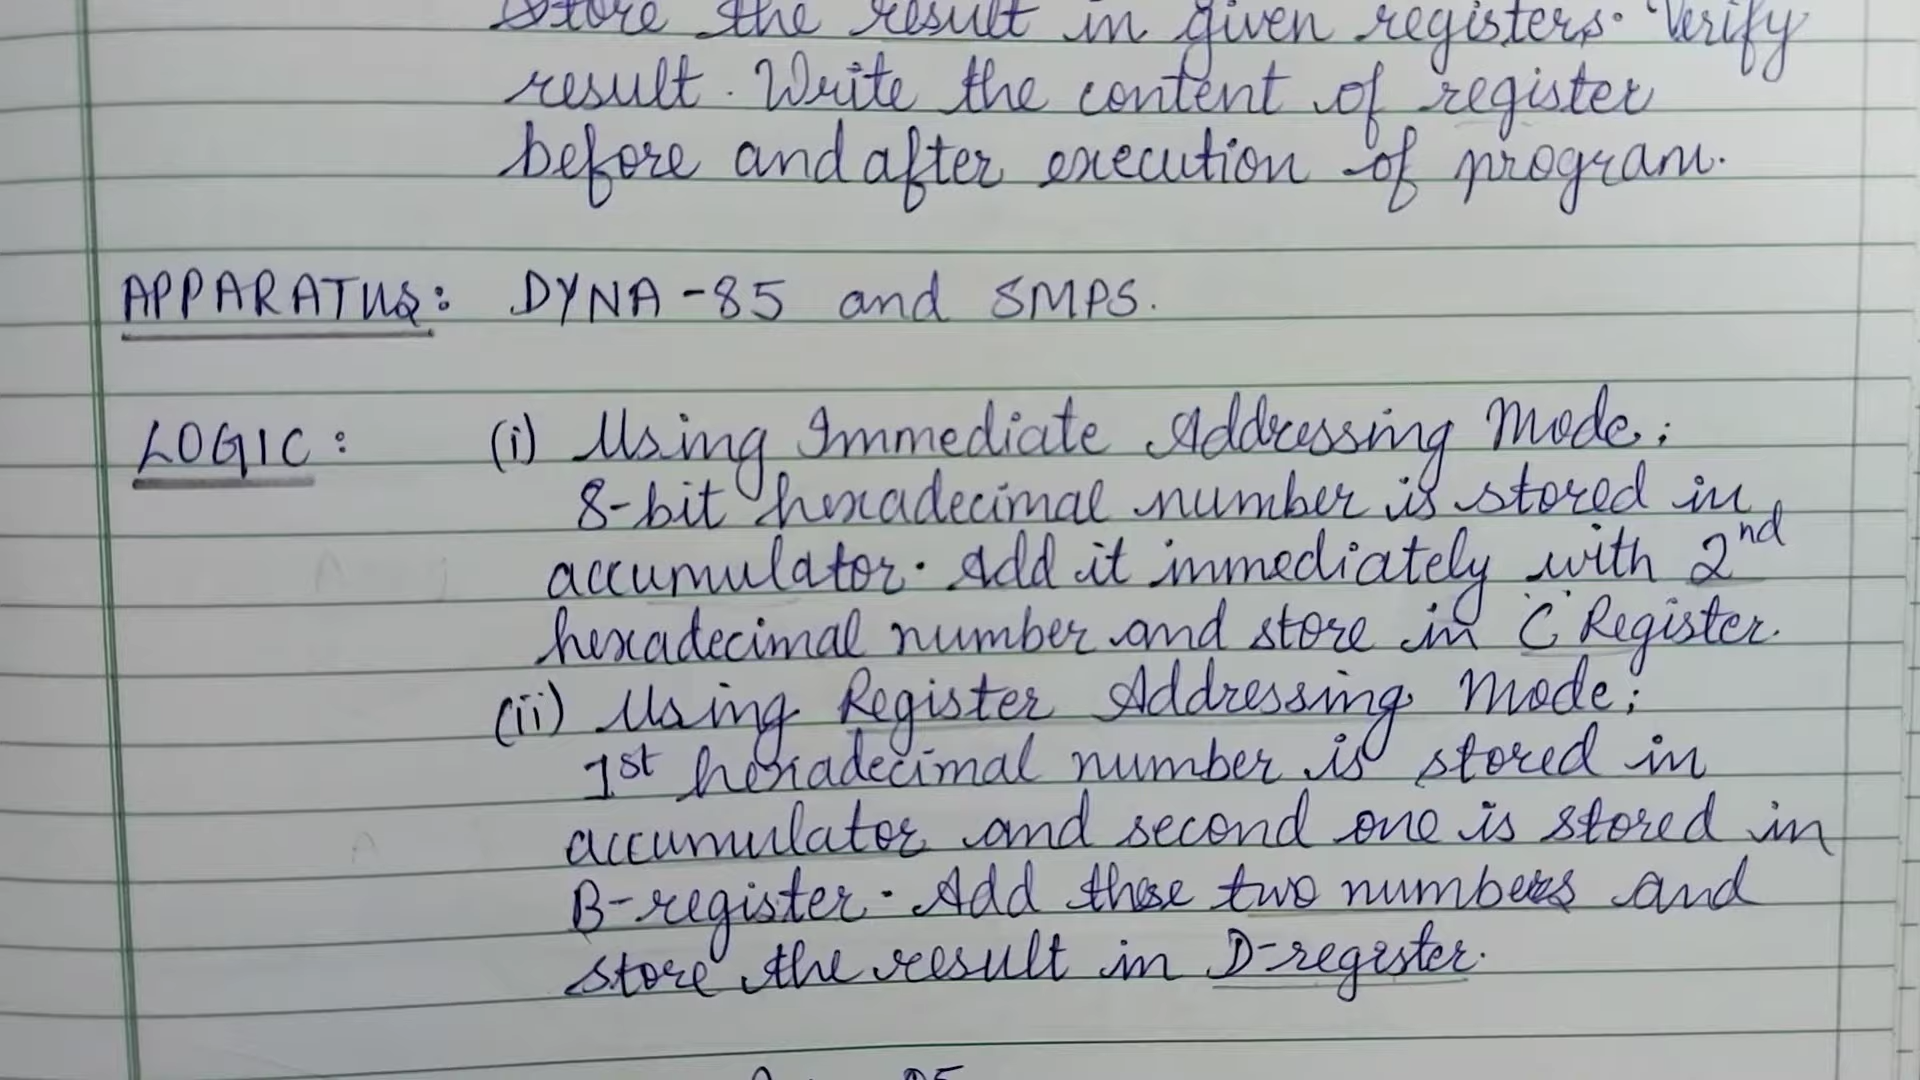 Store the result in given registers. Verify
result. Write the content of register
before and after execution of program.
APPARATUS: DYNA-85 and SMPS.
LOGIC: (i) Using Immediate Addressing Mode;
8-bit hexadecimal number is stored in
accumulator. Add it immediately with 2nd
hexadecimal number and store in 'C' Register.
(ii) Using Register Addressing Mode;
1st hexadecimal number is stored in
accumulator and second one is stored in
B-register. Add these two numbers and
store the result in D-register.